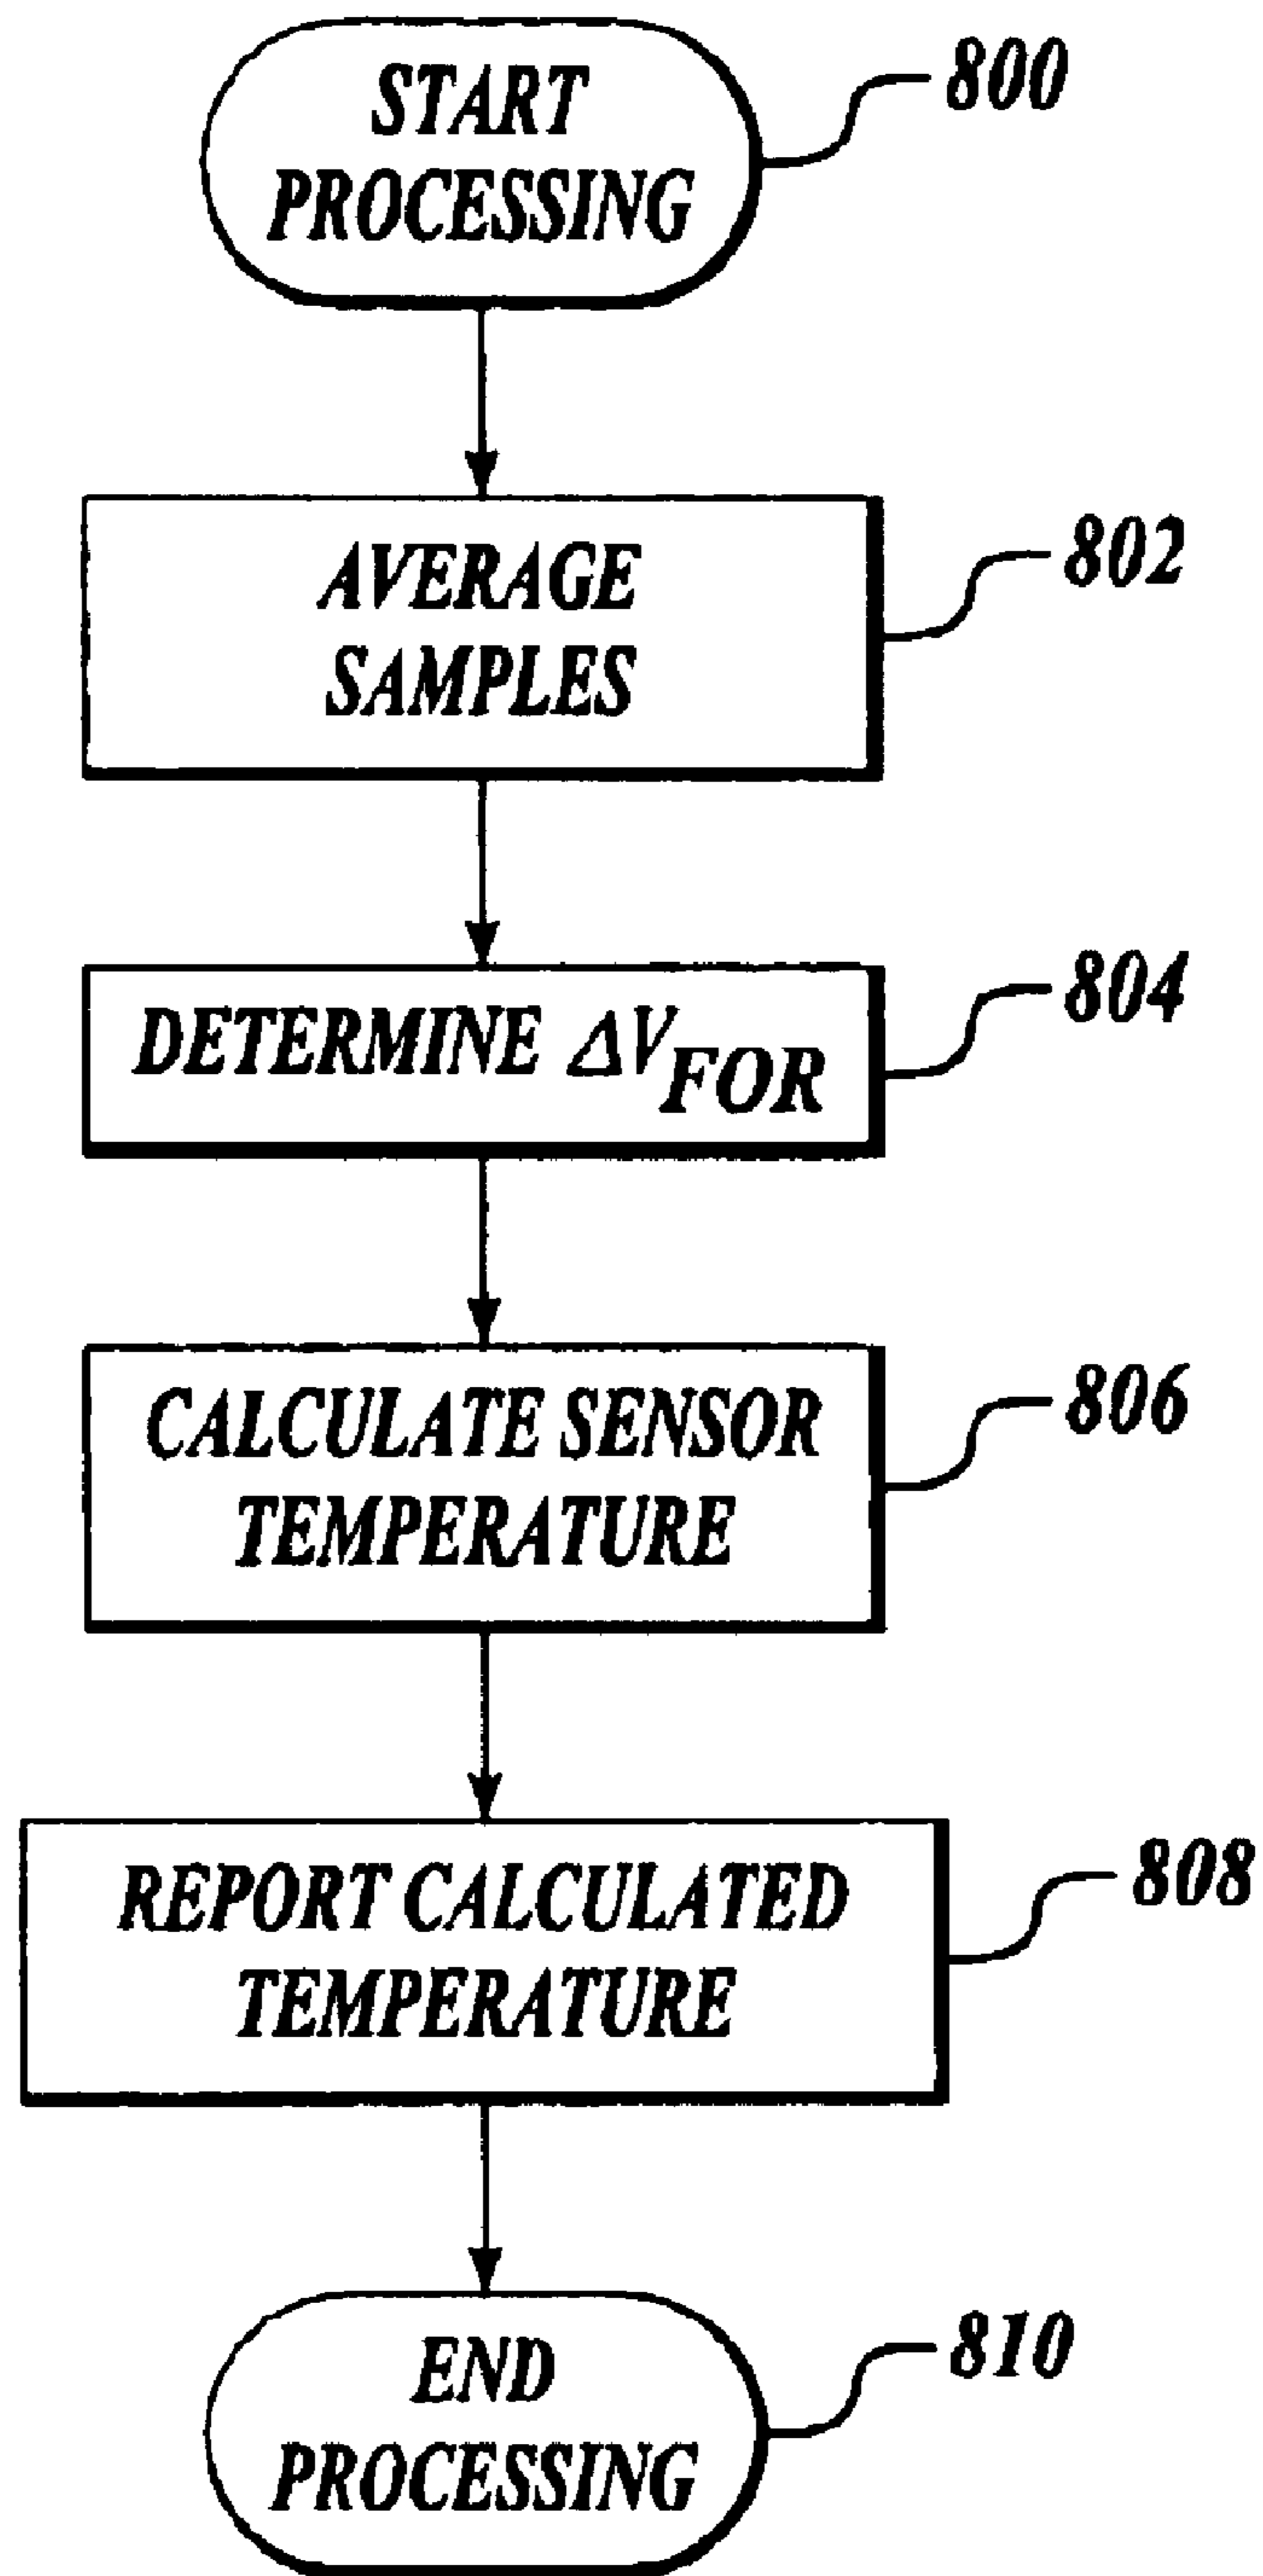 START
PROCESSING
800
AVERAGE
SAMPLES
802
DETERMINE ΔVFOR
804
CALCULATE SENSOR
TEMPERATURE
806
REPORT CALCULATED
TEMPERATURE
808
END
PROCESSING
810